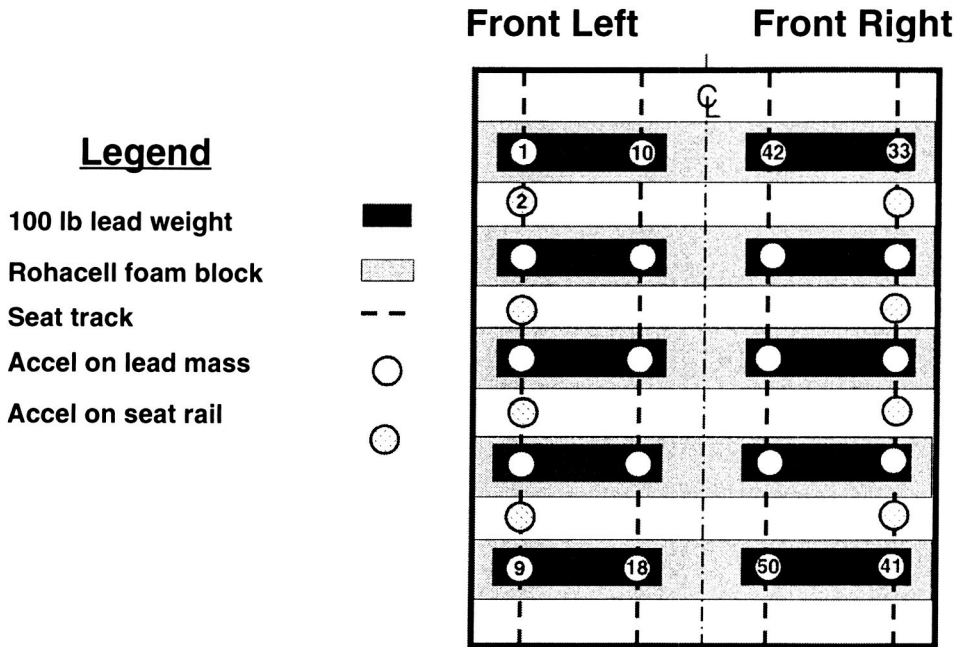 Front Left Front Right
CL
Legend
1 10 42 33
2
100 lb lead weight
Rohacell foam block
Seat track
Accel on lead mass
Accel on seat rail
9 18 50 41